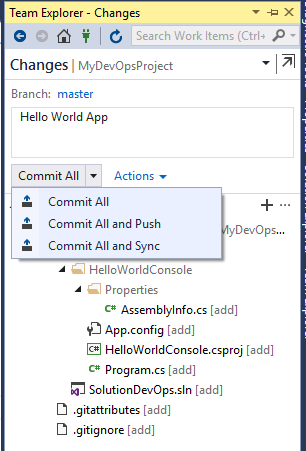 Team Explorer - Changes
Search Work Items (Ctrl+
Changes | MyDevOpsProject
Branch: master
Hello World App
Commit All Actions
Commit All
Commit All and Push
Commit All and Sync
MyDevOps...
HelloWorldConsole
Properties
AssemblyInfo.cs [add]
App.config [add]
HelloWorldConsole.csproj [add]
Program.cs [add]
SolutionDevOps.sln [add]
.gitattributes [add]
.gitignore [add]